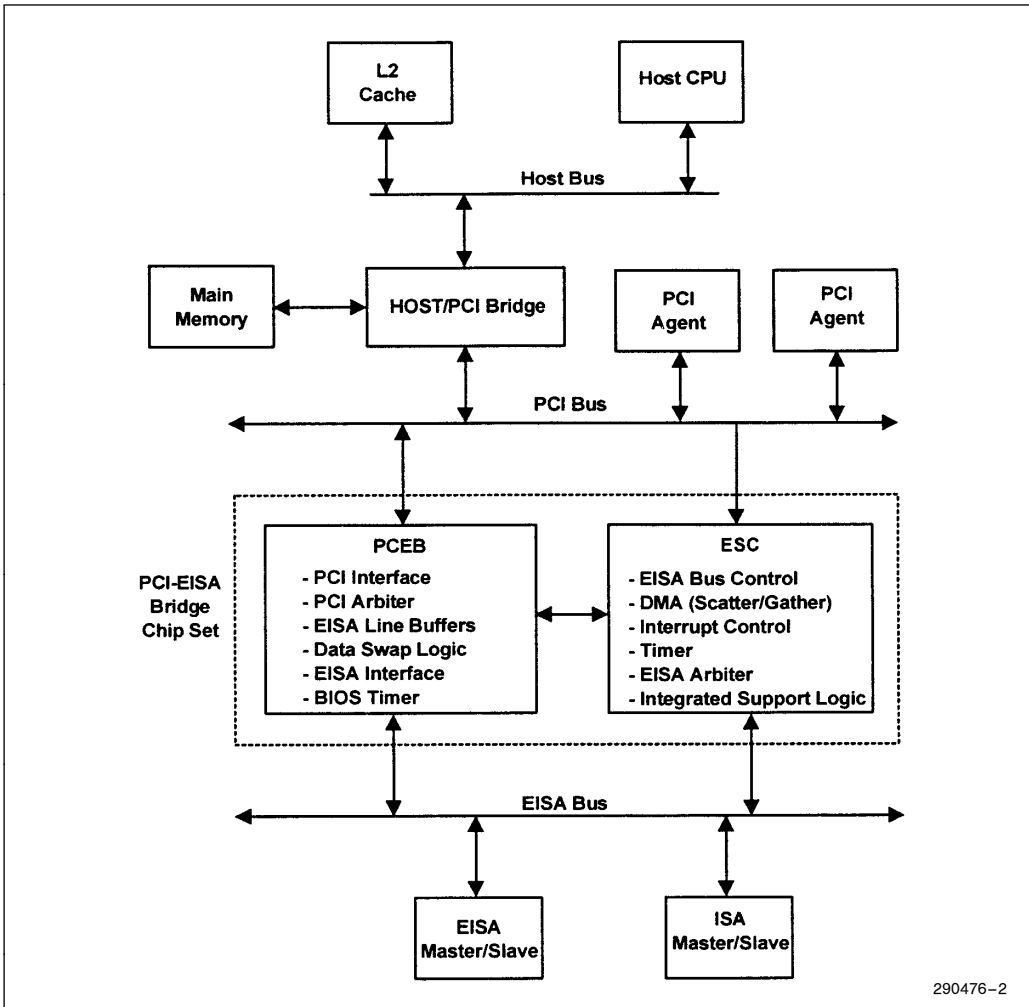 L2
Cache
Host CPU
Host Bus
Main
Memory
HOST/PCI Bridge
PCI
Agent
PCI
Agent
PCI Bus
PCI-EISA
Bridge
Chip Set
PCEB
- PCI Interface
- PCI Arbiter
- EISA Line Buffers
- Data Swap Logic
- EISA Interface
- BIOS Timer
ESC
- EISA Bus Control
- DMA (Scatter/Gather)
- Interrupt Control
- Timer
- EISA Arbiter
- Integrated Support Logic
EISA Bus
EISA
Master/Slave
ISA
Master/Slave
290476–2